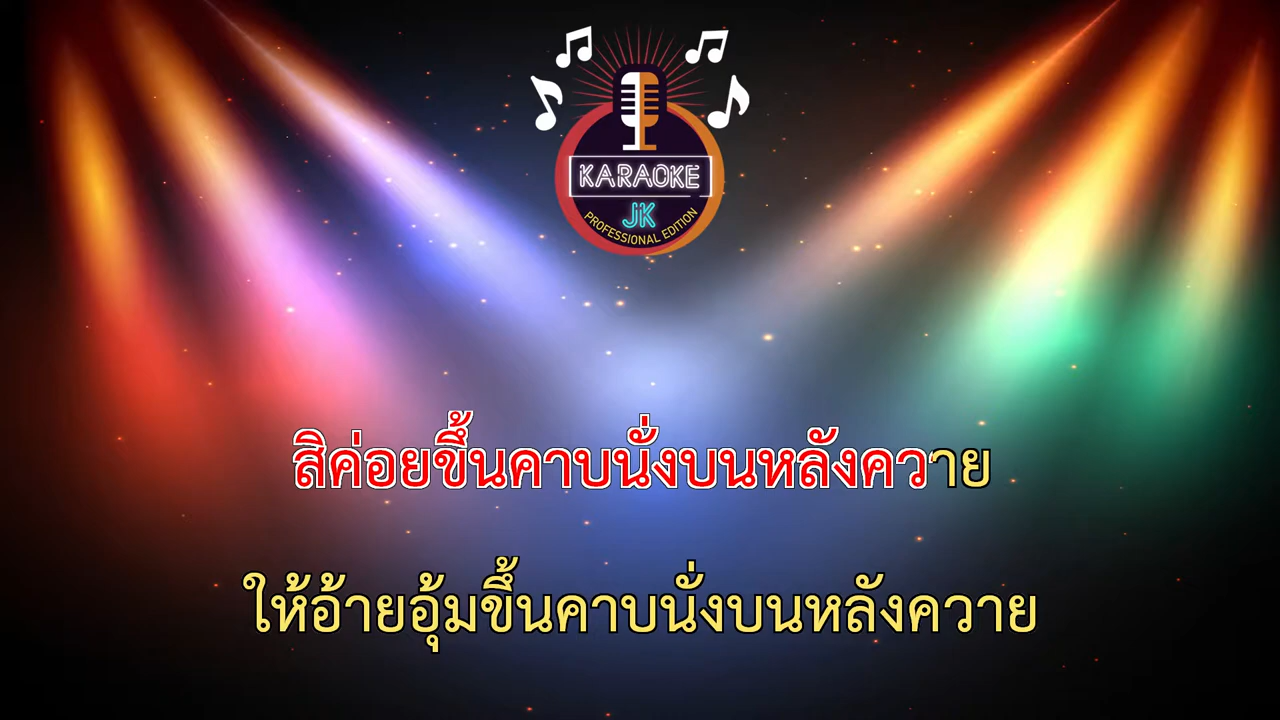 KARAOKE
JK
PROFESSIONAL EDITION
สิค่อยขึ้นคาบนั่งบนหลังควาย
ให้อ้ายอุ้มขึ้นคาบนั่งบนหลังควาย